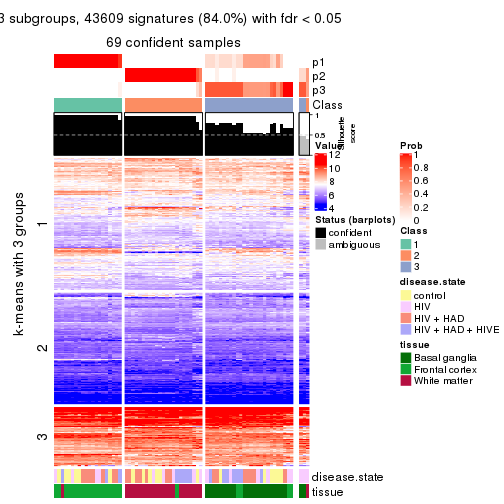 3 subgroups, 43609 signatures (84.0%) with fdr < 0.05
69 confident samples
p1
p2
p3
Class
1
0.5
0
Silhouette
score
k-means with 3 groups
1
2
3
disease.state
tissue
Value
12
10
8
6
4
Status (barplots)
confident
ambiguous
Prob
1
0.8
0.6
0.4
0.2
0
Class
1
2
3
disease.state
control
HIV
HIV + HAD
HIV + HAD + HIVE
tissue
Basal ganglia
Frontal cortex
White matter